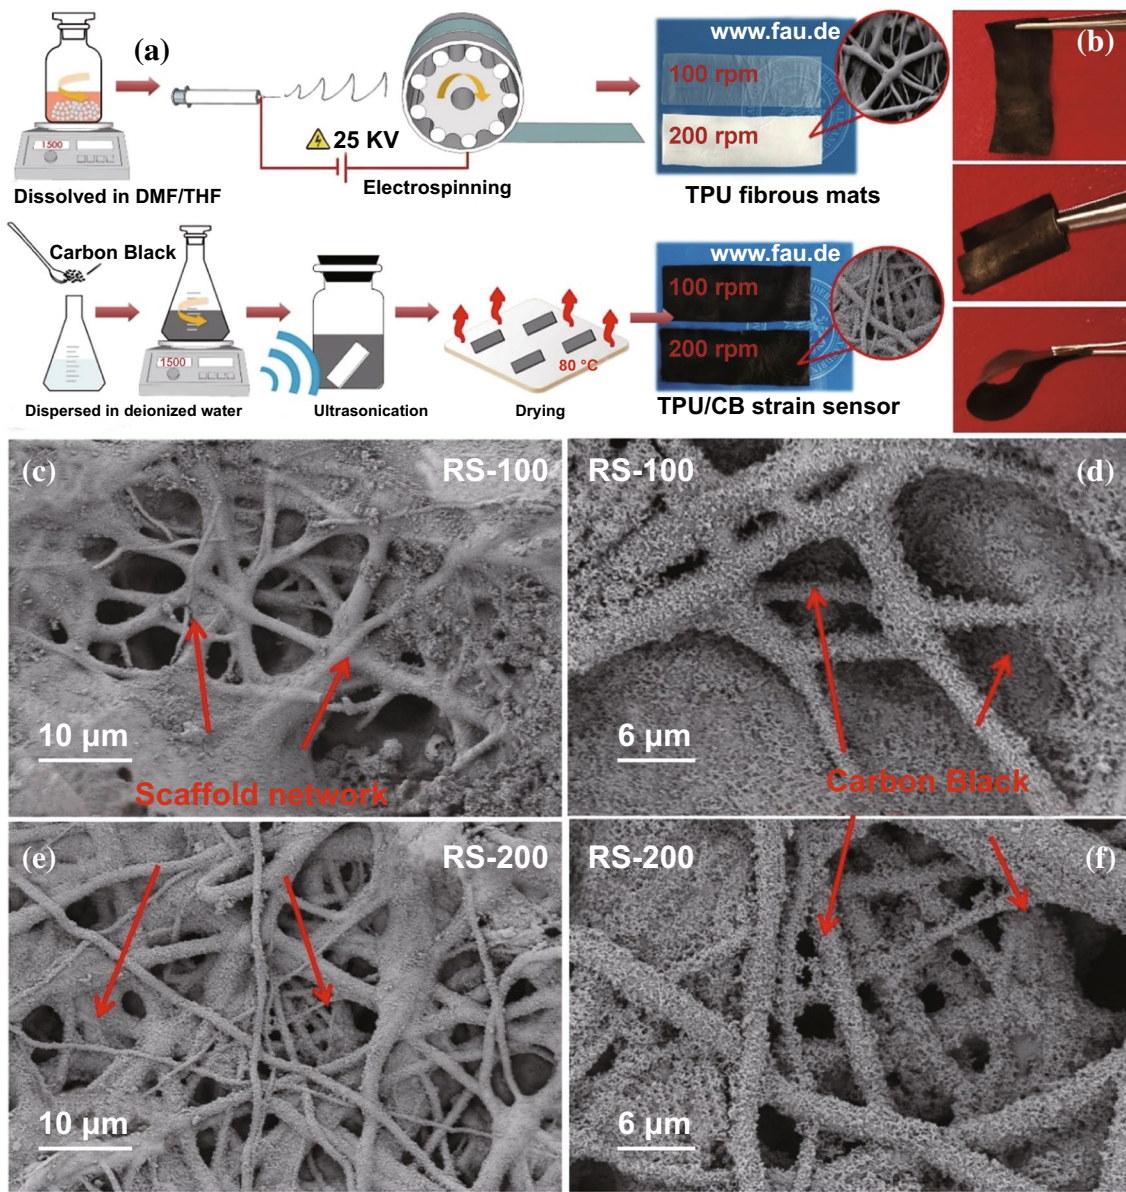 (a)
www.fau.de
(b)
100 rpm
200 rpm
1500
25 KV
Electrospinning
Dissolved in DMF/THF
TPU fibrous mats
Carbon Black
www.fau.de
100 rpm
200 rpm
1500
80 °C
Dispersed in deionized water
Ultrasonication
Drying
TPU/CB strain sensor
(c)
RS-100
RS-100
(d)
10 μm
6 μm
Scaffold network
Carbon Black
(e)
RS-200
RS-200
(f)
10 μm
6 μm